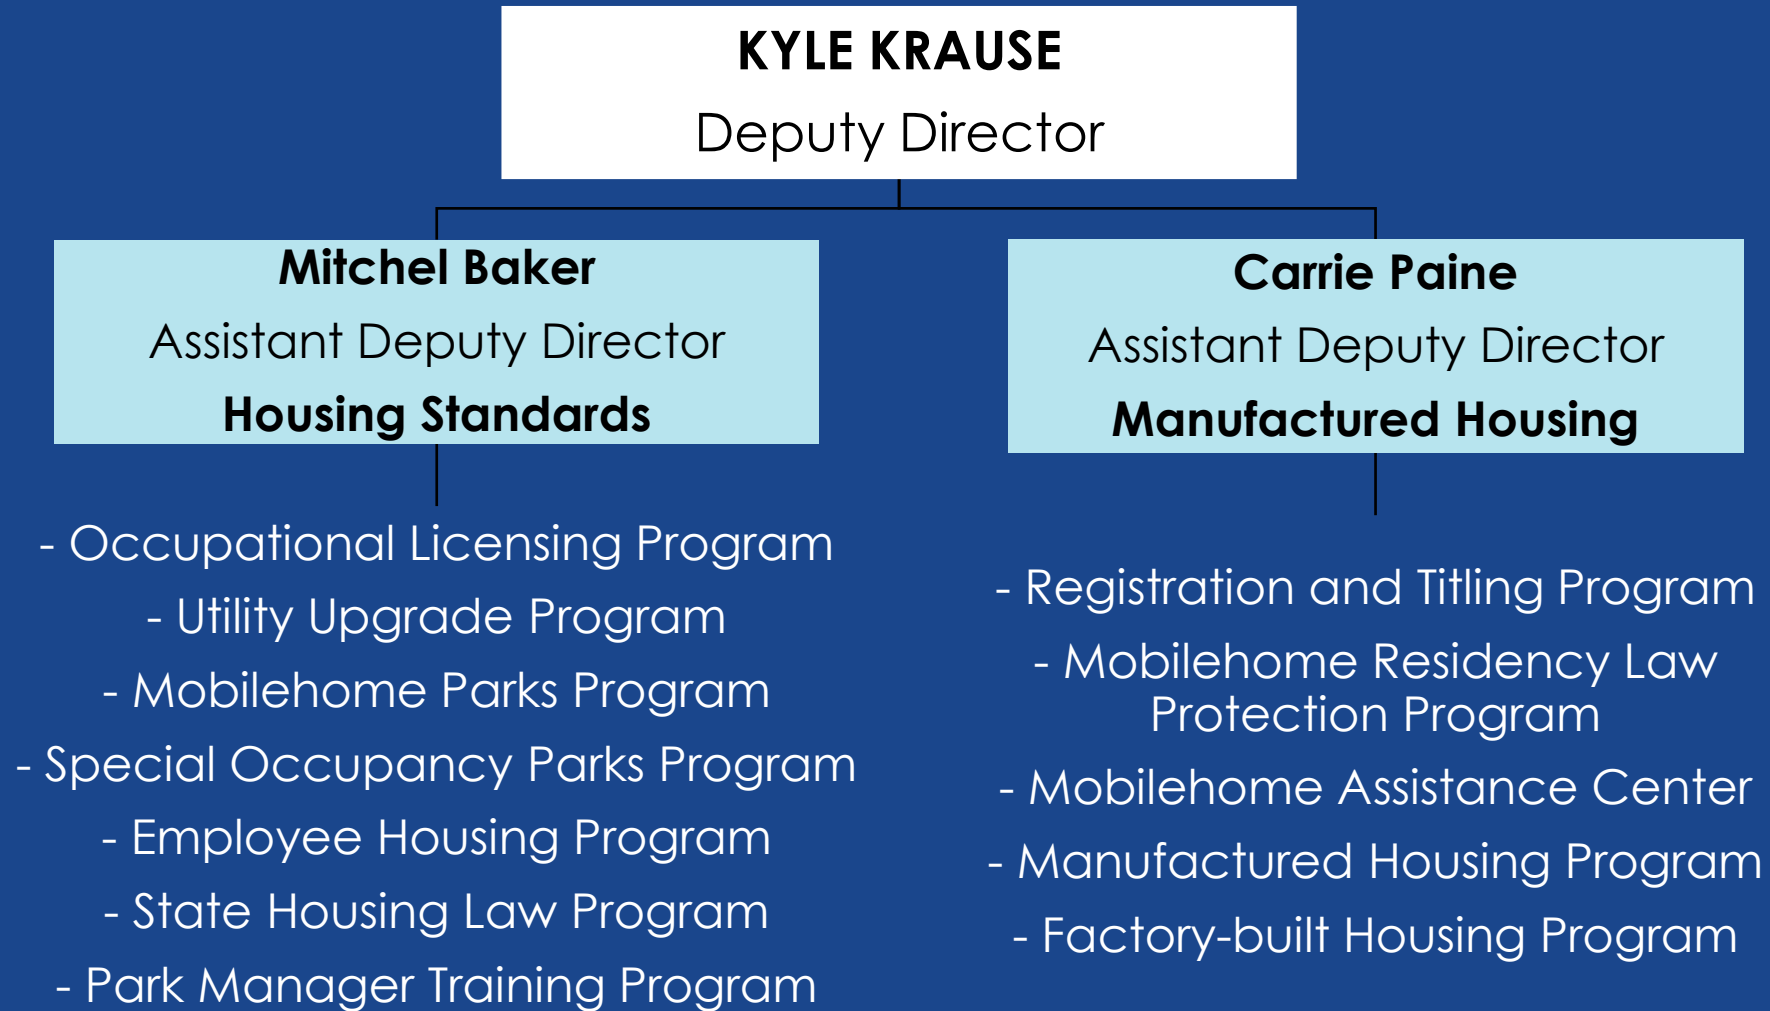 KYLE KRAUSE
Deputy Director
Mitchel Baker
Assistant Deputy Director
Housing Standards
- Occupational Licensing Program
- Utility Upgrade Program
- Mobilehome Parks Program
- Special Occupancy Parks Program
- Employee Housing Program
- State Housing Law Program
- Park Manager Training Program
Carrie Paine
Assistant Deputy Director
Manufactured Housing
- Registration and Titling Program
- Mobilehome Residency Law
Protection Program
- Mobilehome Assistance Center
- Manufactured Housing Program
- Factory-built Housing Program